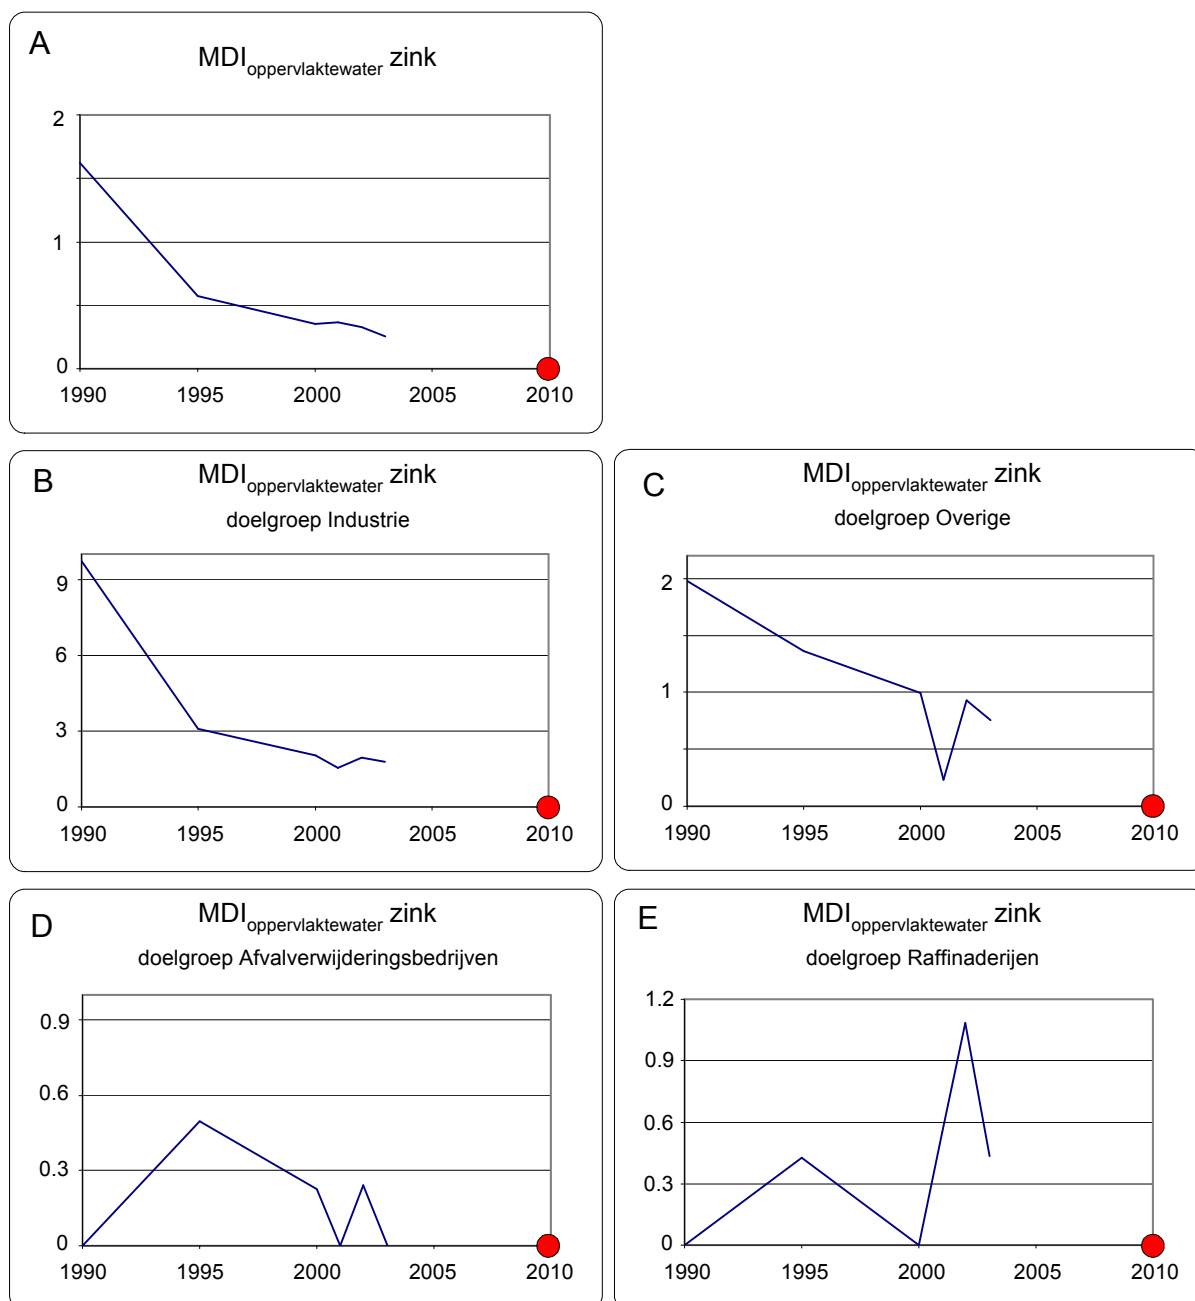 A
MDIoppervlaktewater zink
2
1
0
1990 1995 2000 2005 2010
B
MDIoppervlaktewater zink
doelgroep Industrie
9
6
3
0
1990 1995 2000 2005 2010
C
MDIoppervlaktewater zink
doelgroep Overige
2
1
0
1990 1995 2000 2005 2010
D
MDIoppervlaktewater zink
doelgroep Afvalverwijderingsbedrijven
0.9
0.6
0.3
0
1990 1995 2000 2005 2010
E
MDIoppervlaktewater zink
doelgroep Raffinaderijen
1.2
0.9
0.6
0.3
0
1990 1995 2000 2005 2010